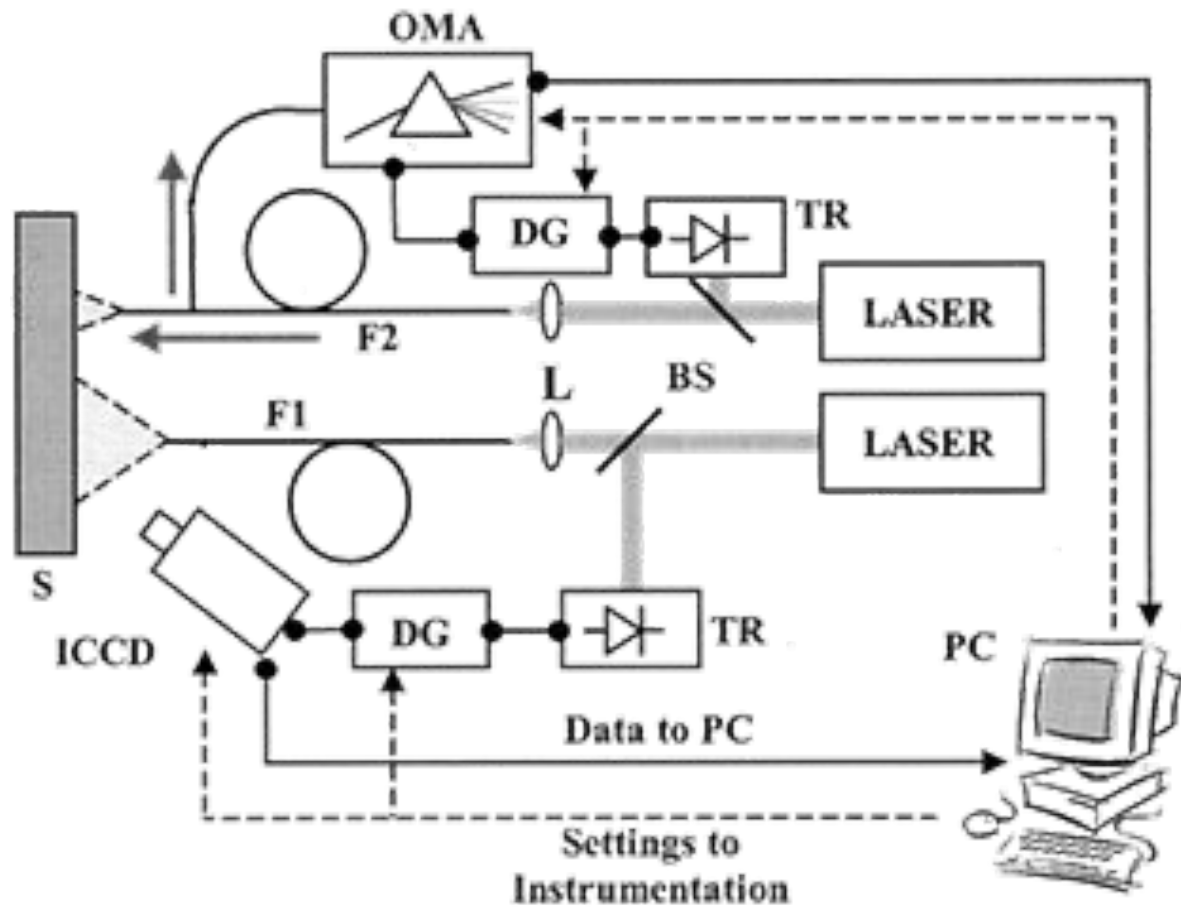 OMA
DG
TR
LASER
F2
L
BS
F1
LASER
S
ICCD
DG
TR
PC
Data to PC
Settings to
Instrumentation